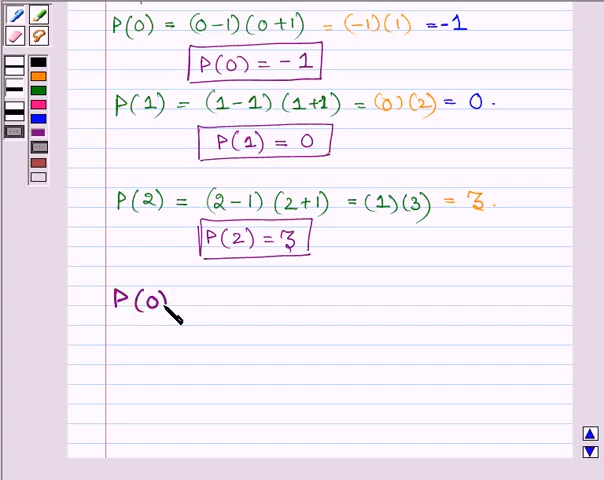 P(0) = (0-1)(0+1) = (-1)(1) = -1
P(0) = -1
P(1) = (1-1)(1+1) = (0)(2) = 0.
P(1) = 0
P(2) = (2-1)(2+1) = (1)(3) = 3.
P(2) = 3
P(0)